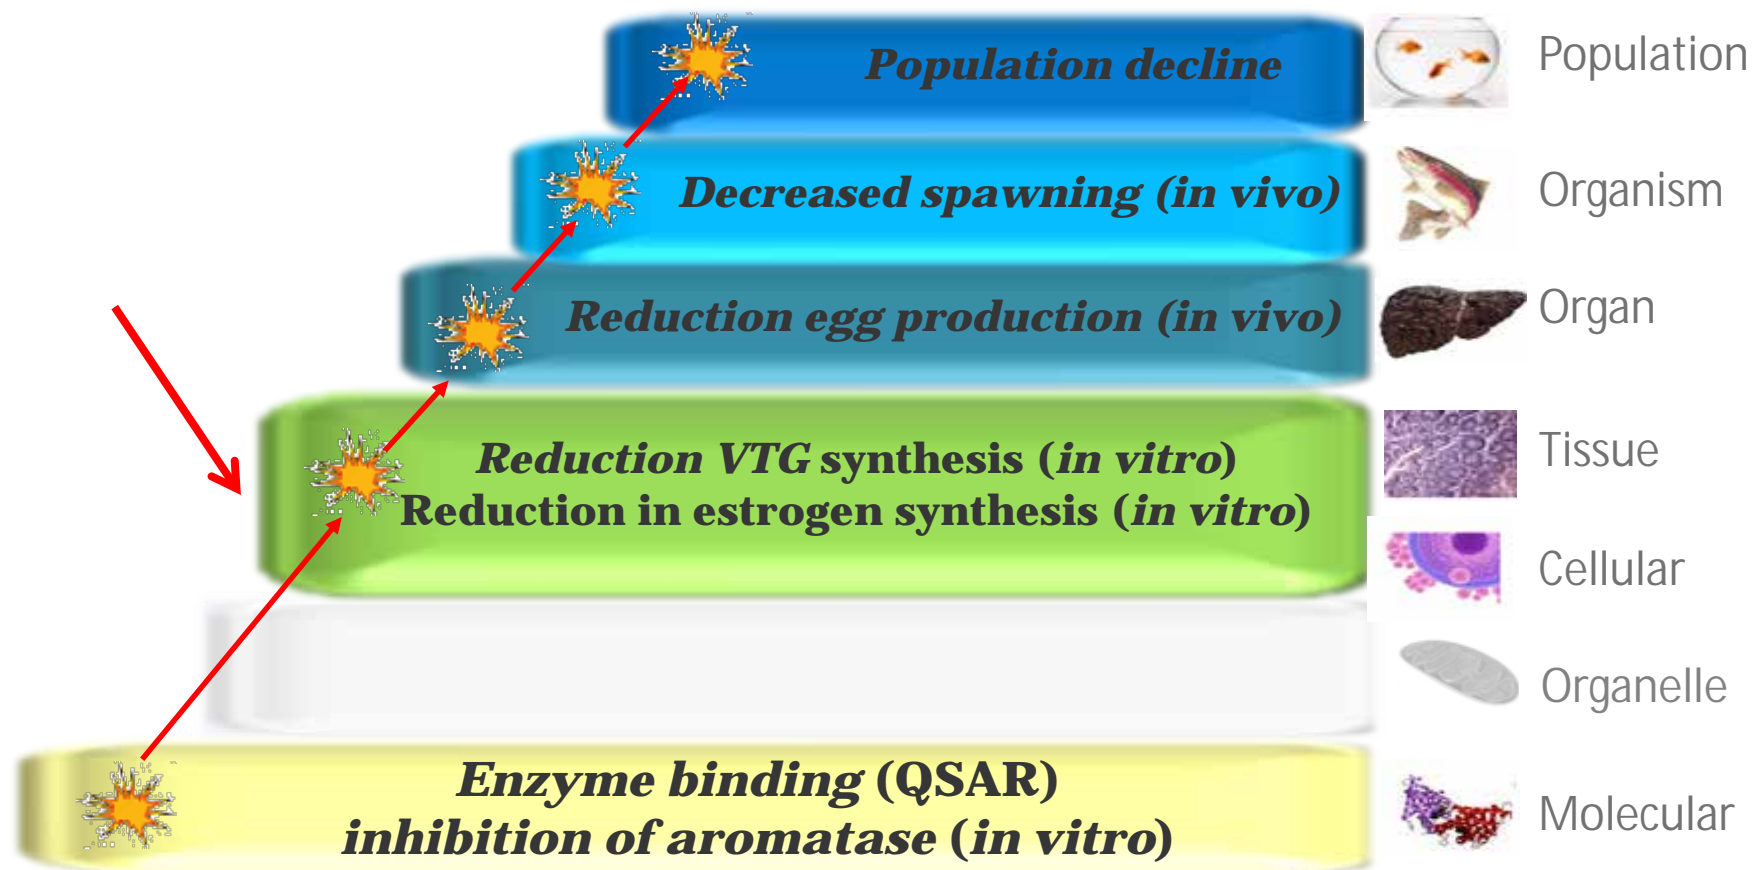 Population decline
Population
Decreased spawning (in vivo)
Organism
Reduction egg production (in vivo)
Organ
Reduction VTG synthesis (in vitro)
Reduction in estrogen synthesis (in vitro)
Tissue
Cellular
Organelle
Enzyme binding (QSAR)
inhibition of aromatase (in vitro)
Molecular